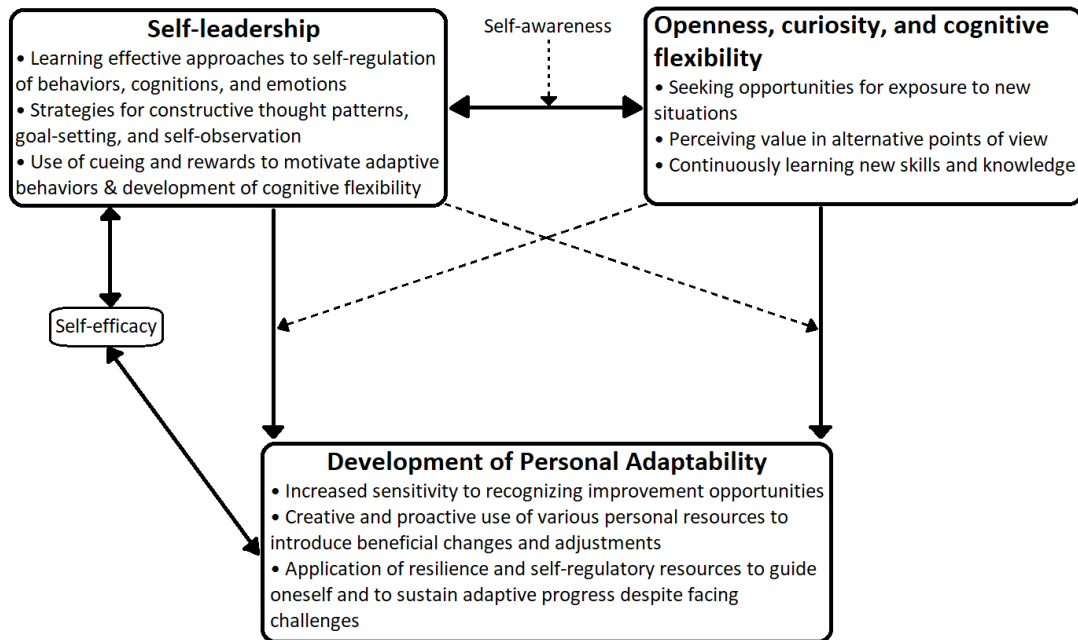 Self-leadership
• Learning effective approaches to self-regulation
of behaviors, cognitions, and emotions
• Strategies for constructive thought patterns,
goal-setting, and self-observation
• Use of cueing and rewards to motivate adaptive
behaviors & development of cognitive flexibility
Self-awareness
Openness, curiosity, and cognitive
flexibility
• Seeking opportunities for exposure to new
situations
• Perceiving value in alternative points of view
• Continuously learning new skills and knowledge
Self-efficacy
Development of Personal Adaptability
• Increased sensitivity to recognizing improvement opportunities
• Creative and proactive use of various personal resources to
introduce beneficial changes and adjustments
• Application of resilience and self-regulatory resources to guide
oneself and to sustain adaptive progress despite facing
challenges